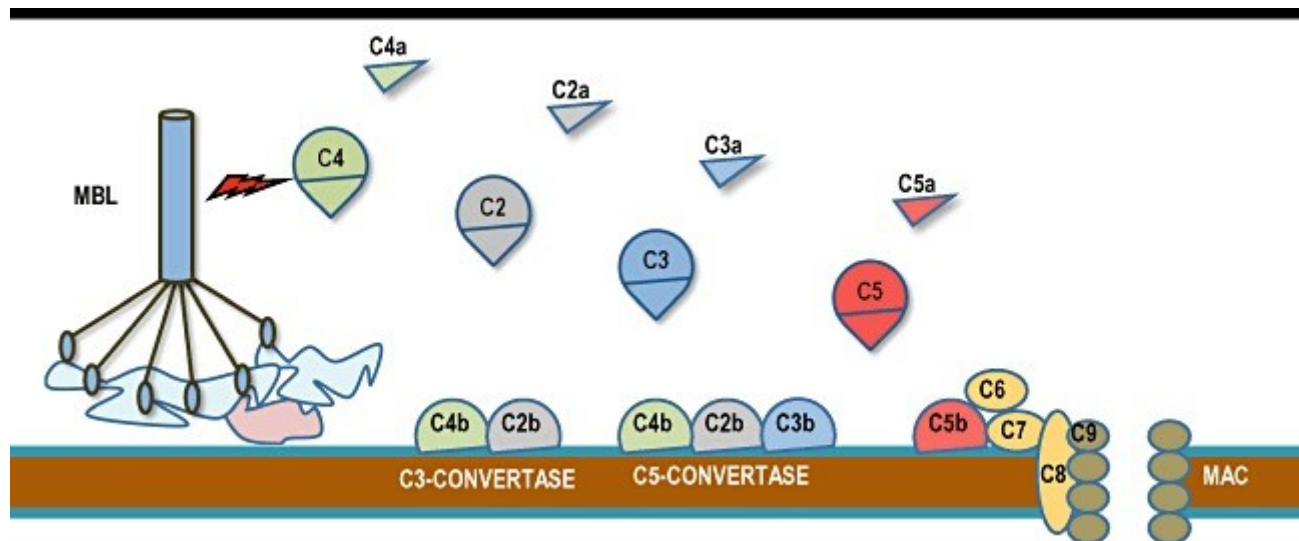 C4a
C2a
C3a
C5a
MBL
C4
C2
C3
C5
C4b C2b
C4b C2b C3b
C5b
C6
C7
C8
C9
C3-CONVERTASE
C5-CONVERTASE
MAC